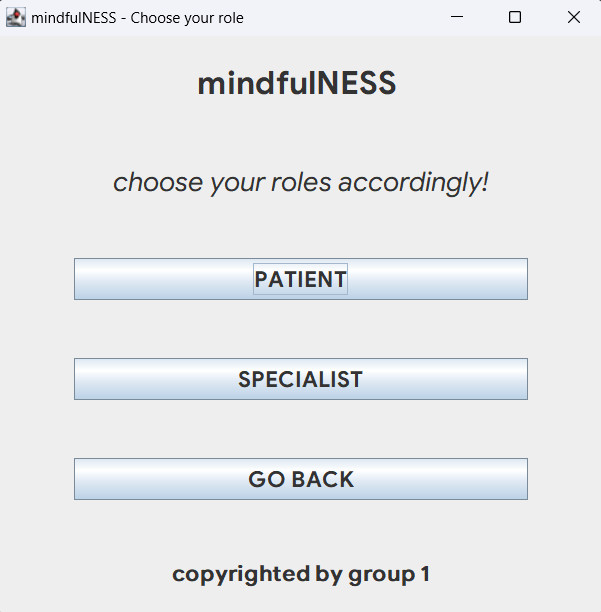 mindfulNESS - Choose your role
mindfulNESS
choose your roles accordingly!
PATIENT
SPECIALIST
GO BACK
copyrighted by group 1